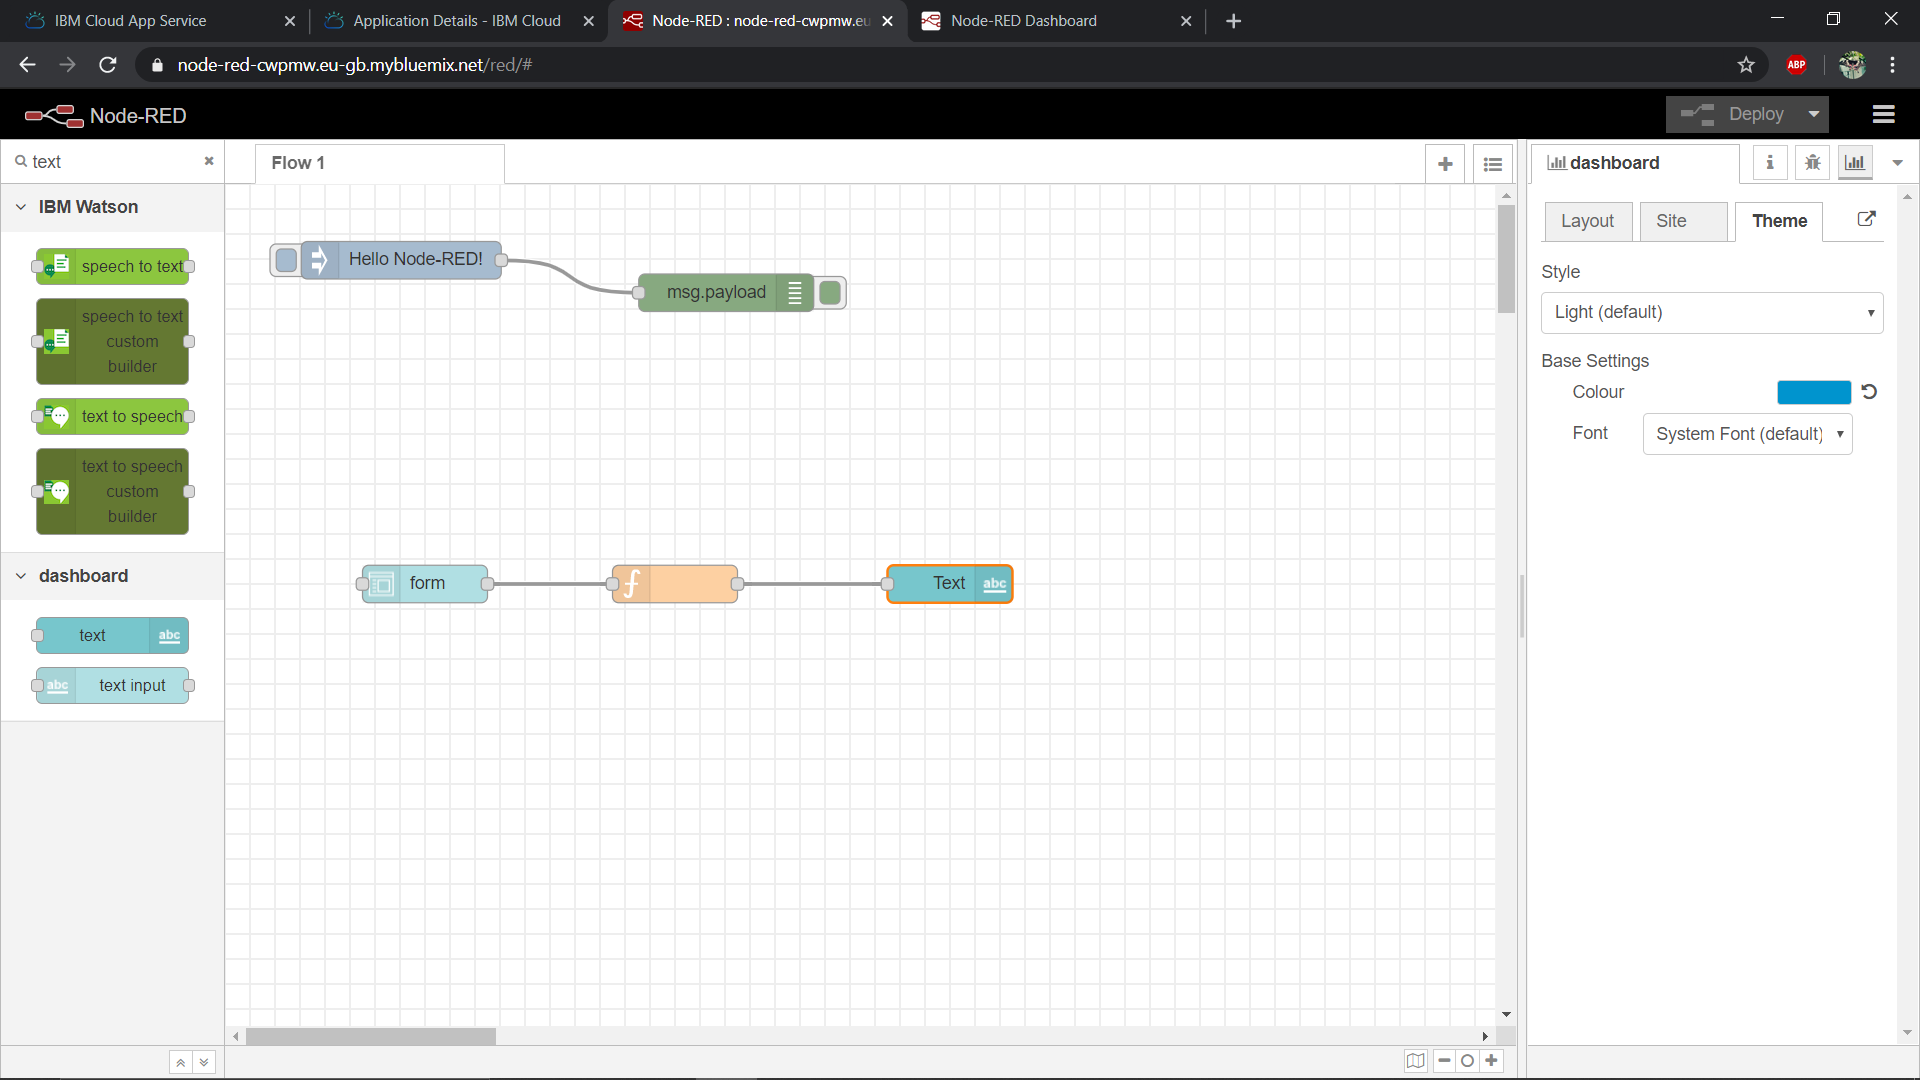 IBM Cloud App Service
Application Details - IBM Cloud
Node-RED : node-red-cwpmw.eu
Node-RED Dashboard
node-red-cwpmw.eu-gb.mybluemix.net/red/#
ABP
Node-RED
Deploy
text
Flow 1
dashboard
i
IBM Watson
Layout
Site
Theme
speech to text
speech to text
custom
builder
text to speech
text to speech
custom
builder
dashboard
text
abc
abc
text input
Hello Node-RED!
msg.payload
form
f
Text
abc
Style
Light (default)
Base Settings
Colour
Font
System Font (default)